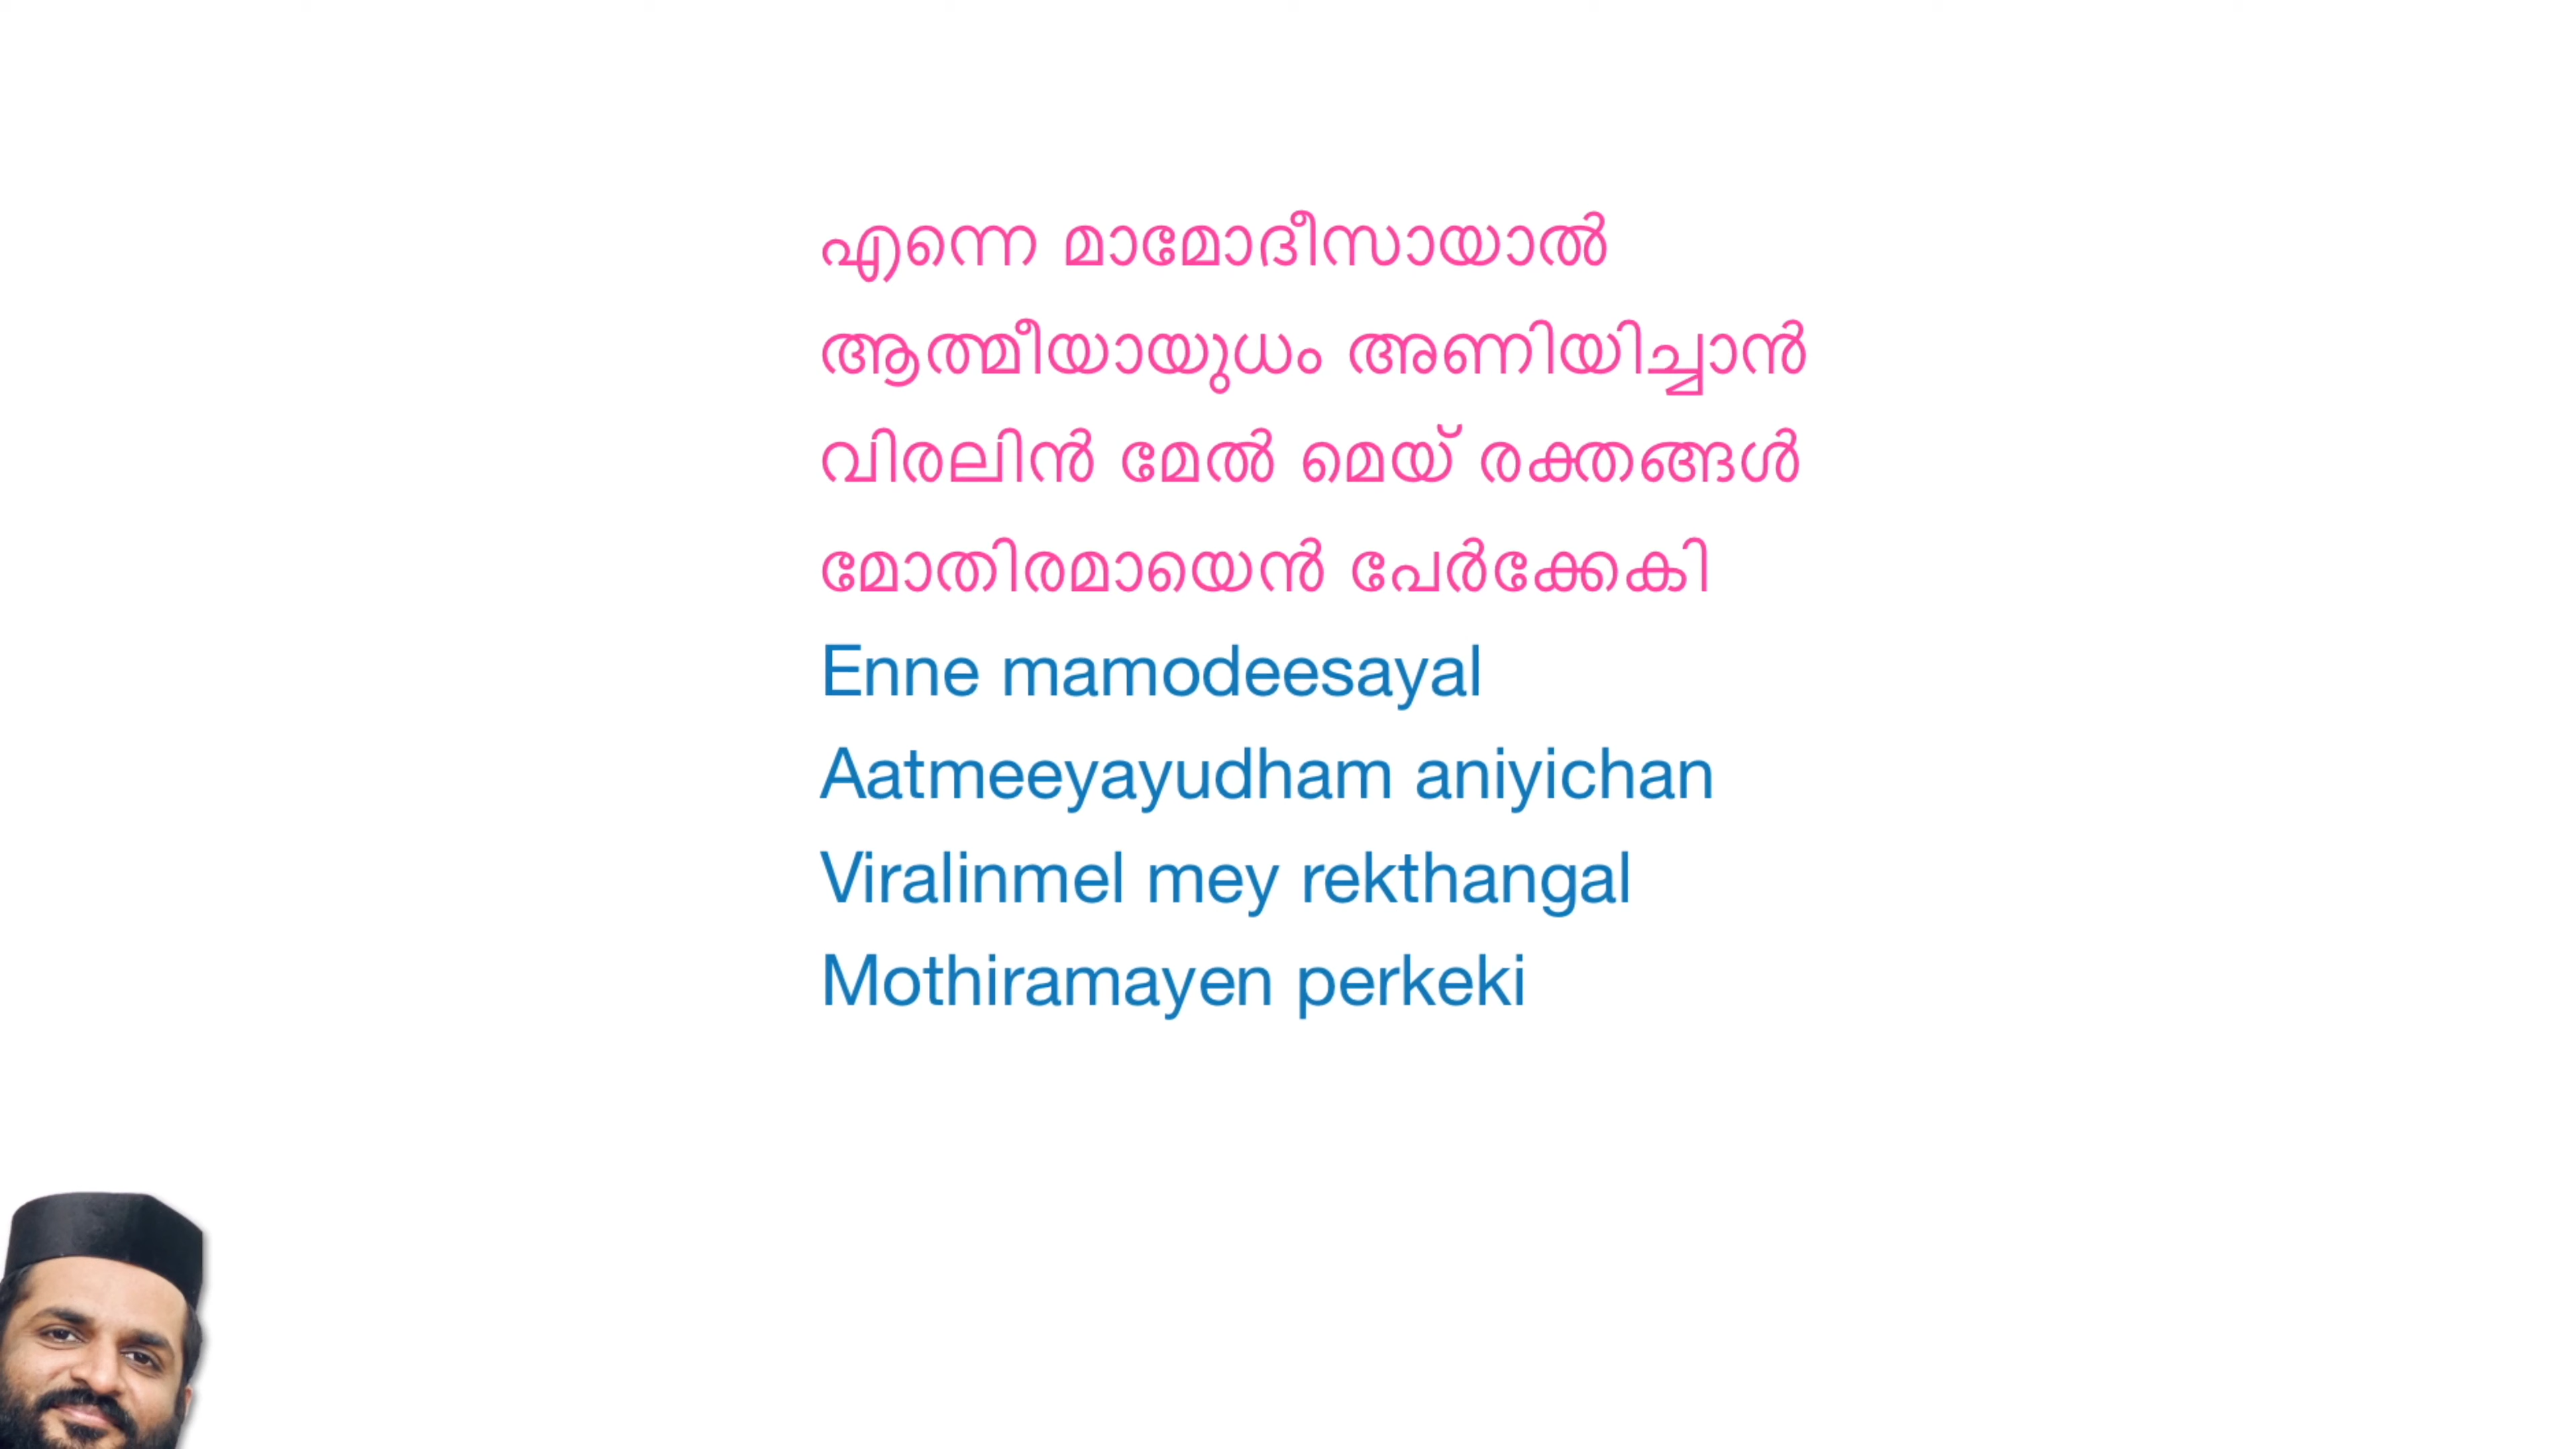 എന്നെ മാമോദീസായാൽ
ആത്മീയായുധം അണിയിച്ചാൻ
വിരലിൻ മേൽ മെയ് രക്തങ്ങൾ
മോതിരമായെൻ പേർക്കേകി
Enne mamodeesayal
Aatmeeyayudham aniyichan
Viralinmel mey rekthangal
Mothiramayen perkeki